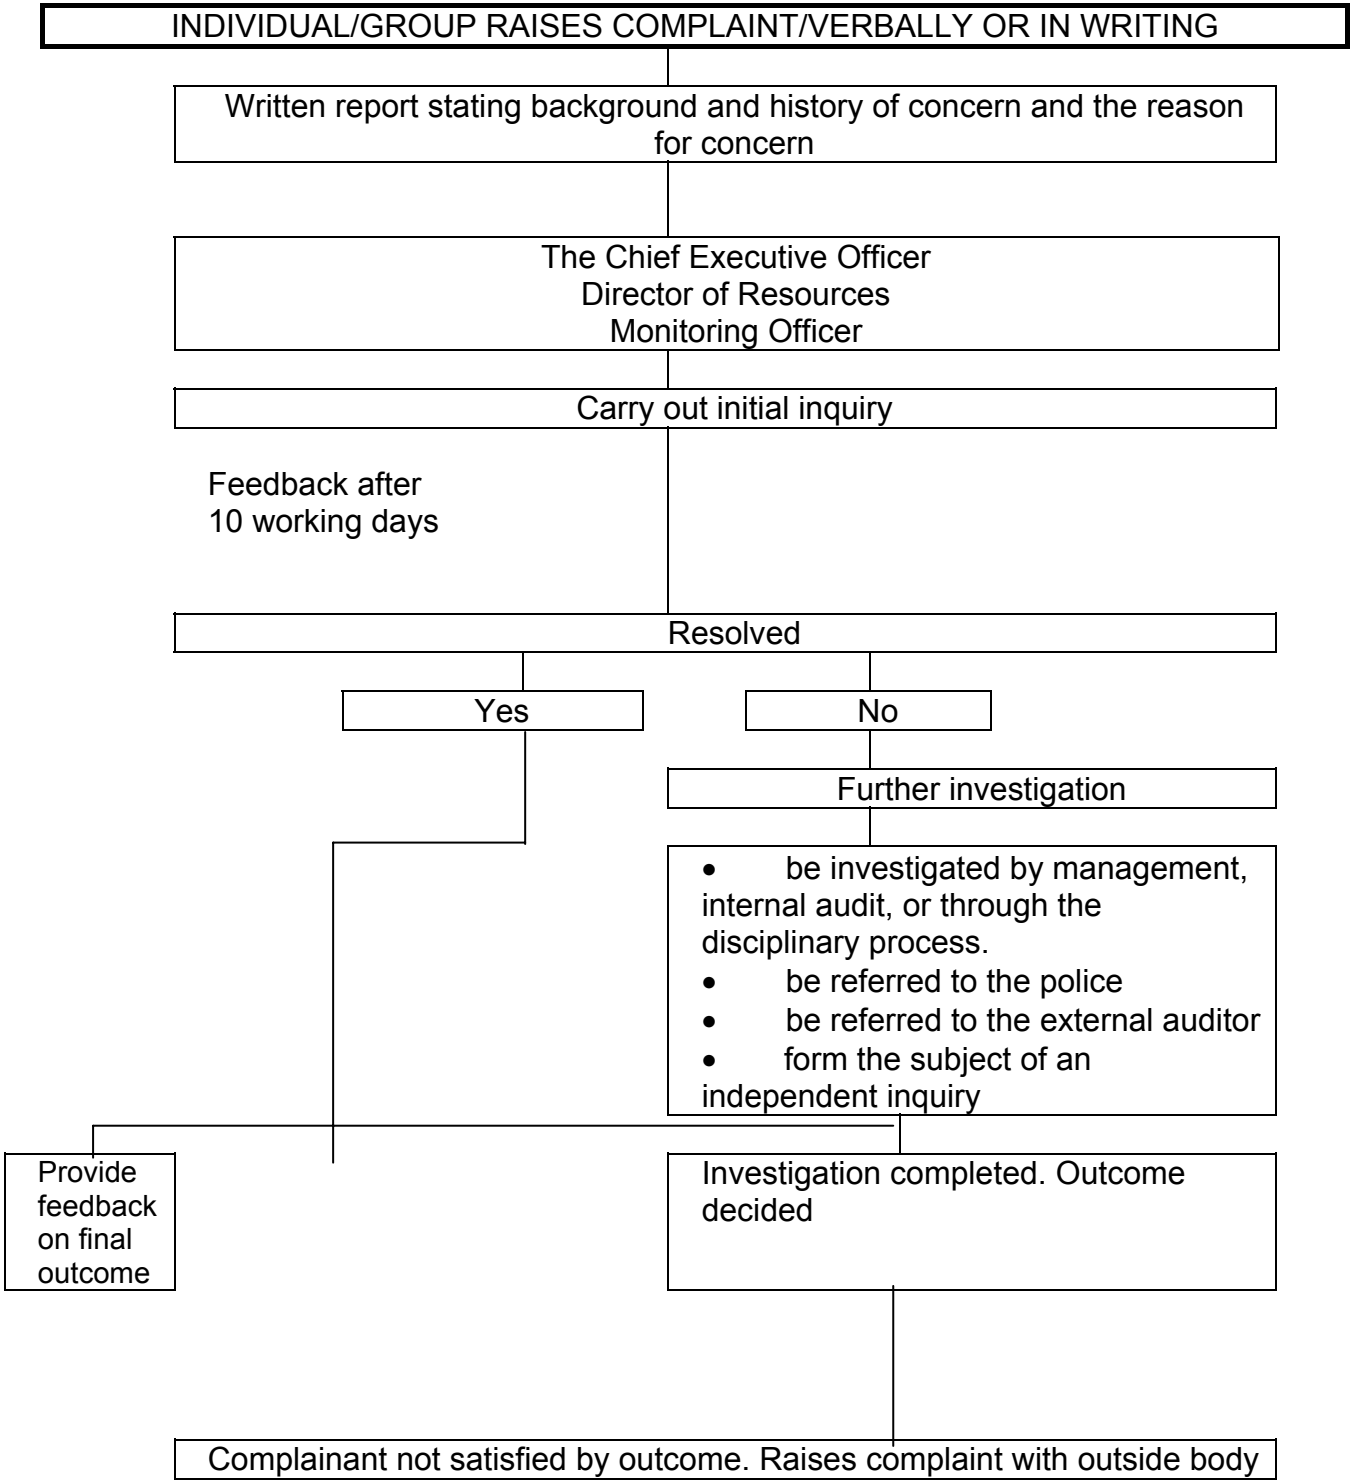 INDIVIDUAL/GROUP RAISES COMPLAINT/VERBALLY OR IN WRITING
Written report stating background and history of concern and the reason
for concern
The Chief Executive Officer
Director of Resources
Monitoring Officer
Carry out initial inquiry
Feedback after
10 working days
Resolved
Yes
No
Further investigation
• be investigated by management,
internal audit, or through the
disciplinary process.
• be referred to the police
• be referred to the external auditor
• form the subject of an
independent inquiry
Provide
feedback
on final
outcome
Investigation completed. Outcome
decided
Complainant not satisfied by outcome. Raises complaint with outside body